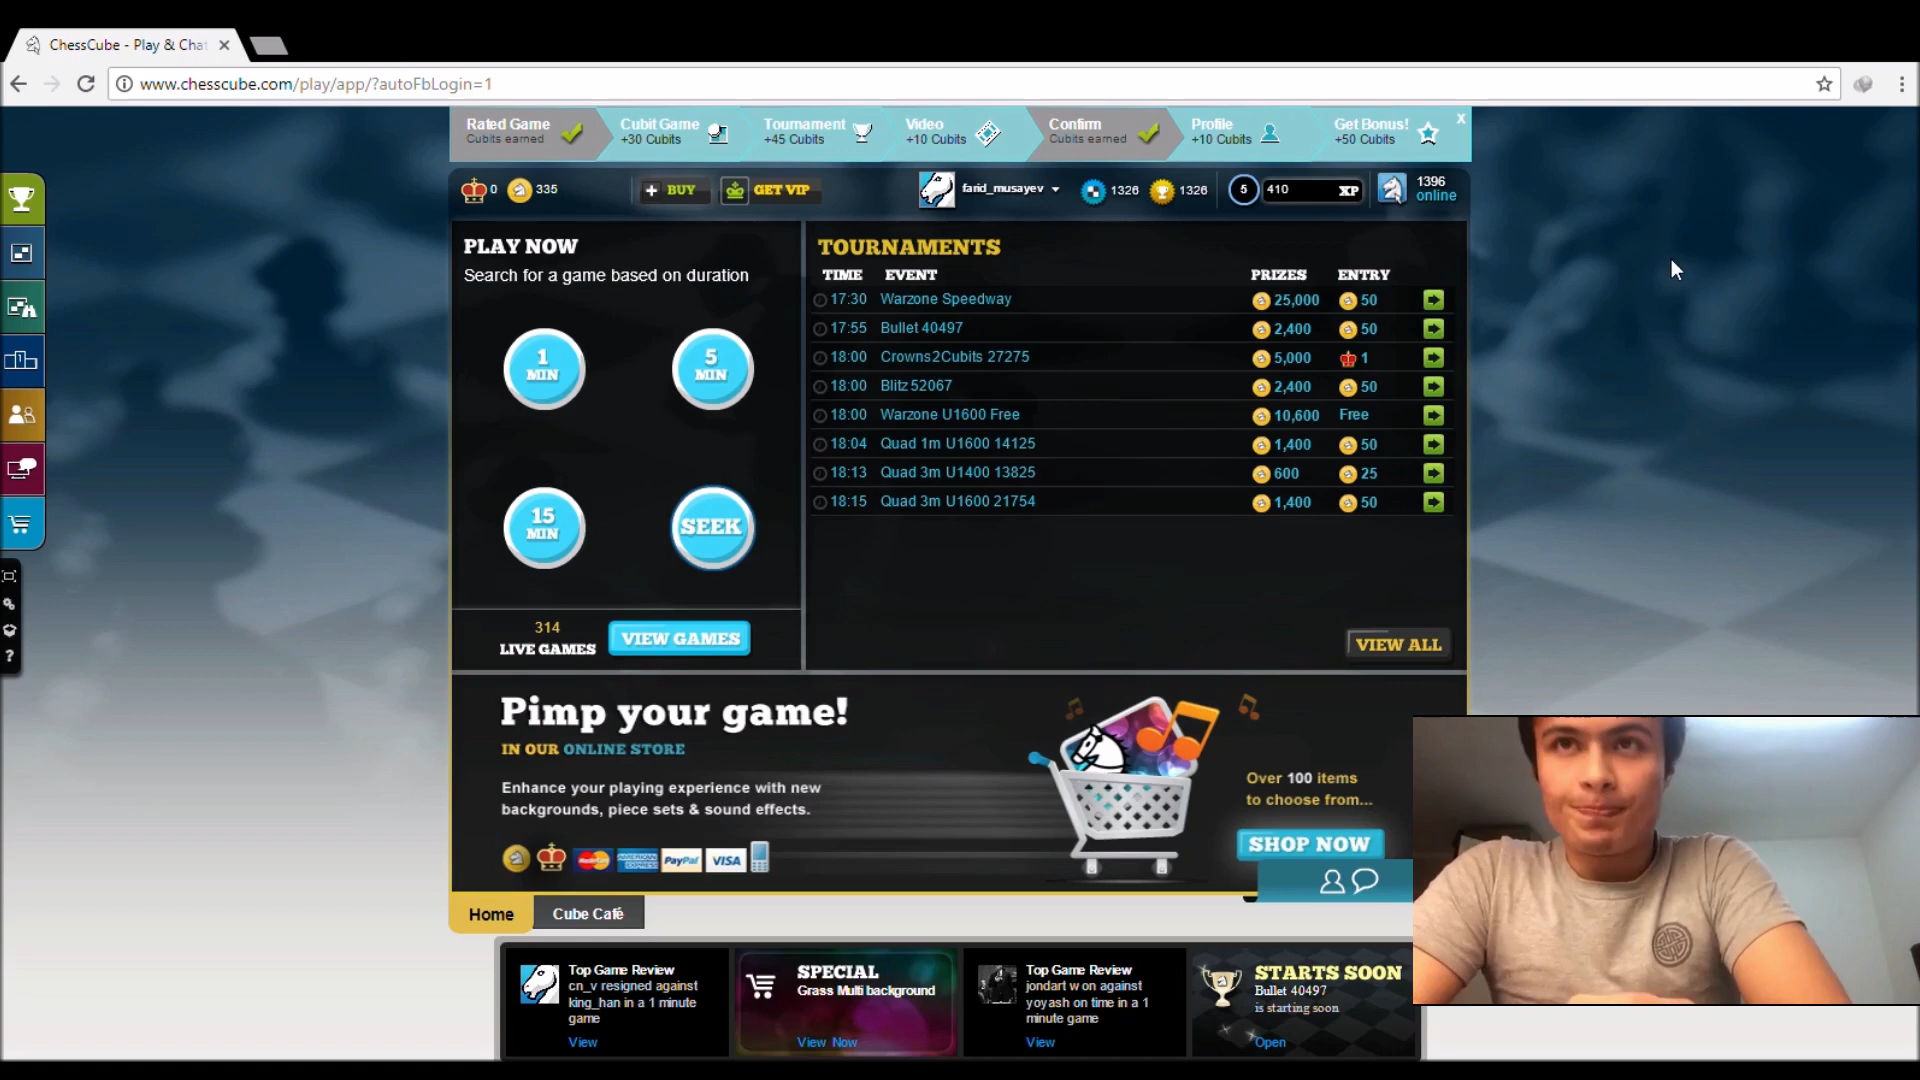 ChessCube - Play & Chat
www.chesscube.com/play/app/?autoFbLogin=1
Rated Game
Cubits earned
Cubit Game
+30 Cubits
Tournament
+45 Cubits
Video
+10 Cubits
Confirm
Cubits earned
Profile
+10 Cubits
Get Bonus!
+50 Cubits
X
0 335
+ BUY
GET VIP
farid_musayev
1326 1326
5 410 XP
1396
online
PLAY NOW
Search for a game based on duration
1
MIN
5
MIN
15
MIN
SEEK
314
LIVE GAMES
VIEW GAMES
TOURNAMENTS
TIME EVENT PRIZES ENTRY
17:30 Warzone Speedway 25,000 50
17:55 Bullet 40497 2,400 50
18:00 Crowns2Cubits 27275 5,000 1
18:00 Blitz 52067 2,400 50
18:00 Warzone U1600 Free 10,600 Free
18:04 Quad 1m U1600 14125 1,400 50
18:13 Quad 3m U1400 13825 600 25
18:15 Quad 3m U1600 21754 1,400 50
VIEW ALL
Pimp your game!
IN OUR ONLINE STORE
Enhance your playing experience with new
backgrounds, piece sets & sound effects.
MasterCard AMERICAN EXPRESS PayPal VISA
Over 100 items
to choose from...
SHOP NOW
?
Home
Cube Café
Top Game Review
cn_v resigned against
king_han in a 1 minute
game
View
SPECIAL
Grass Multi background
View Now
Top Game Review
jondart won against
yoyash on time in a 1
minute game
View
STARTS SOON
Bullet 40497
is starting soon
Open